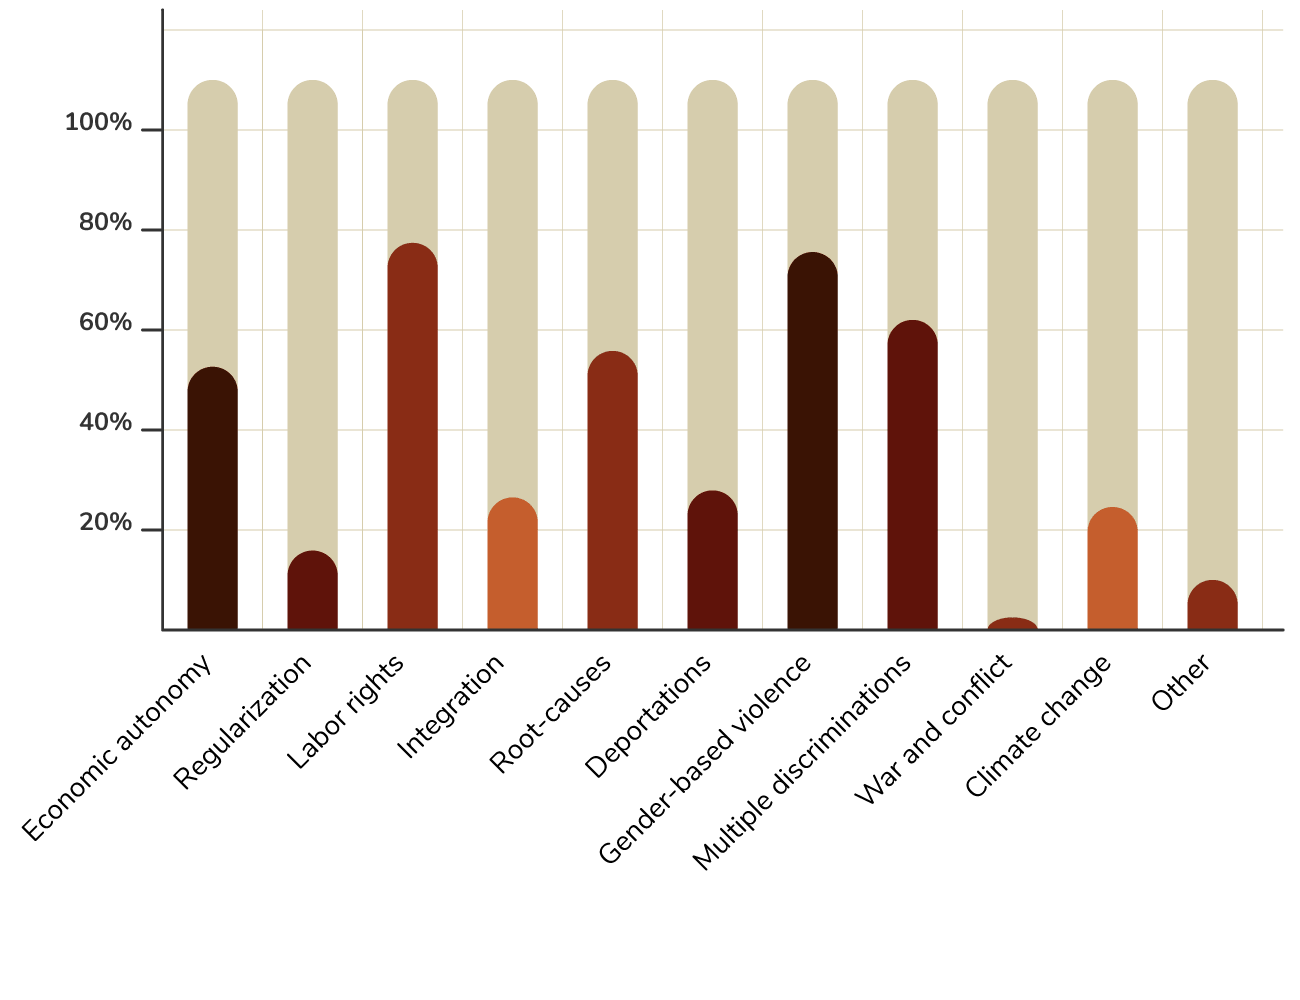 100%
80%
60%
40%
20%
Economic autonomy
Regularization
Labor rights
Integration
Root-causes
Deportations
Gender-based violence
Multiple discriminations
War and conflict
Climate change
Other